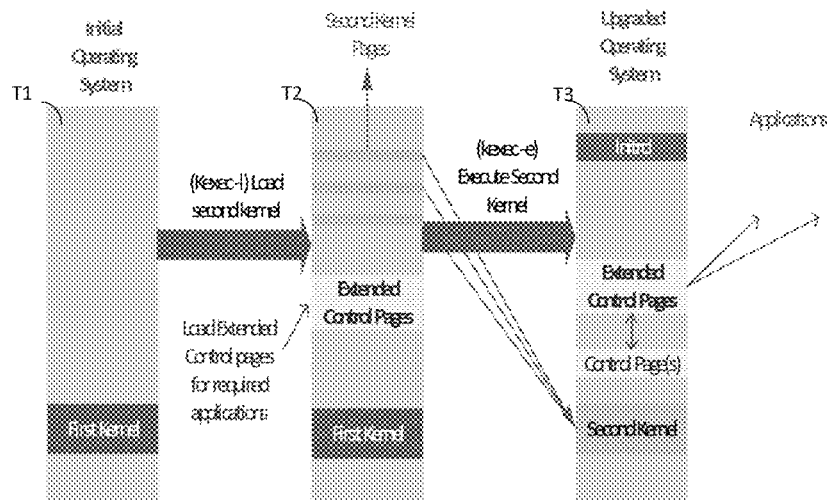 Initial
Operating
System
T1
First Kernel
(Kexec-l) Load
second kernel
Load Extended
Control pages
for required
applications
Second Kernel
Pages
T2
Extended
Control Pages
First Kernel
(kexec-e)
Execute Second
Kernel
Upgraded
Operating
System
T3
Initrd
Extended
Control Pages
Control Page(s)
Second Kernel
Applications